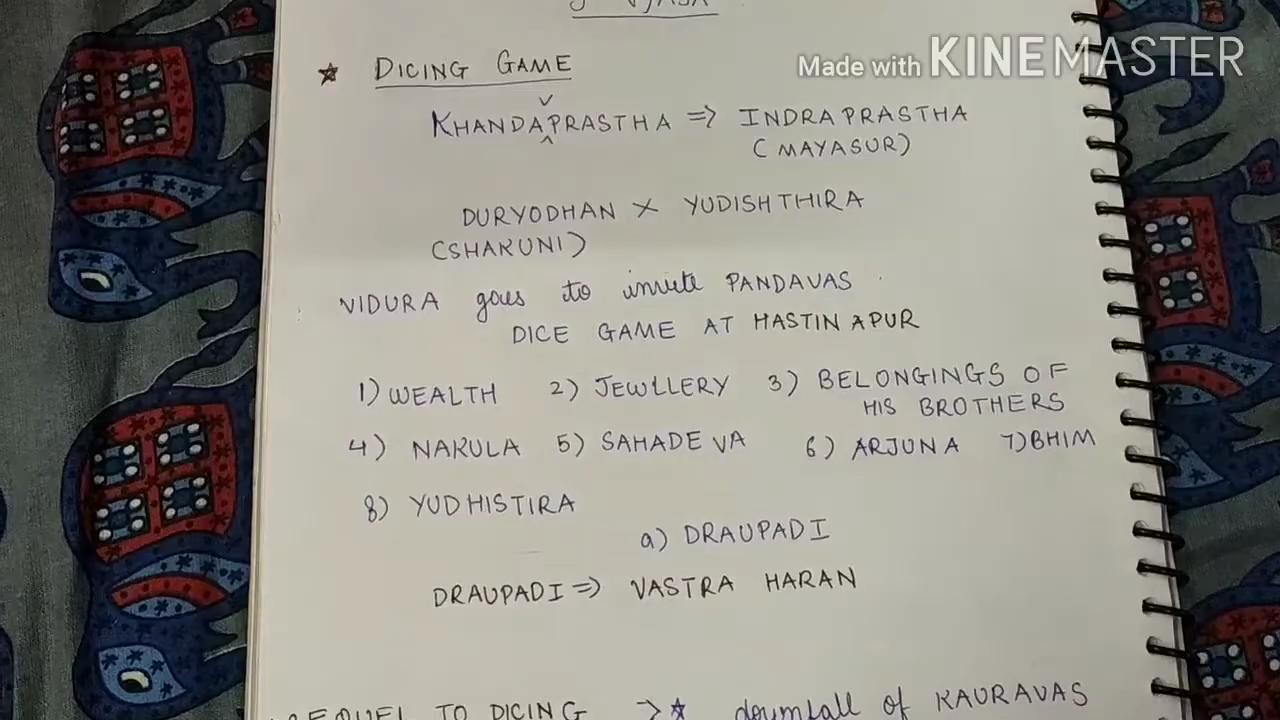 VYASA
★ DICING GAME
Made with KINEMASTER
KHANDAPRASTHA => INDRAPRASTHA
(MAYASUR)
DURYODHAN X YUDISHTHIRA
(SHAKUNI)
VIDURA goes to invite PANDAVAS
DICE GAME AT HASTINAPUR
1) WEALTH 2) JEWLLERY 3) BELONGINGS OF
HIS BROTHERS
4) NAKULA 5) SAHADEVA 6) ARJUNA 7) BHIM
8) YUDHISTIRA
a) DRAUPADI
DRAUPADI => VASTRA HARAN
SEQUEL TO DICING → ★ downfall of KAURAVAS